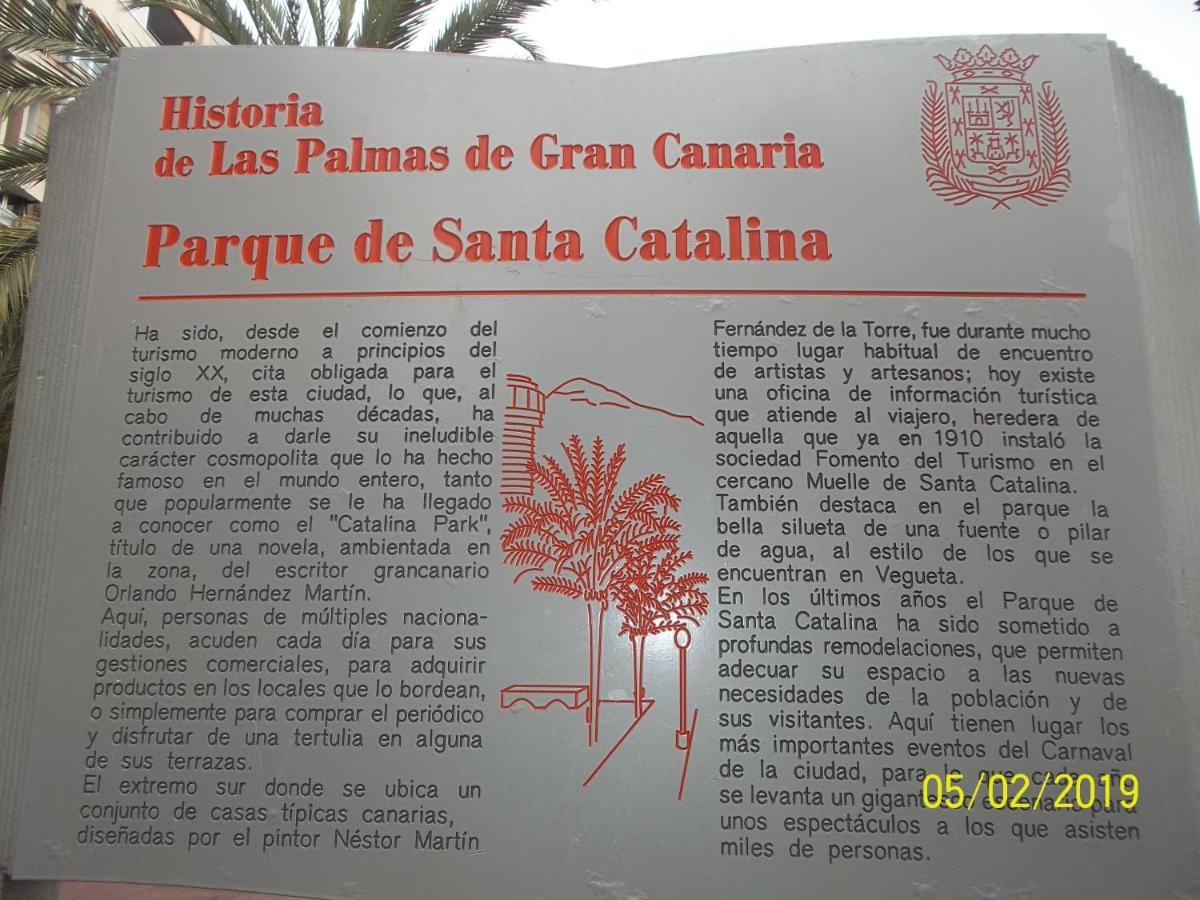 Historia
de Las Palmas de Gran Canaria
Parque de Santa Catalina
Ha sido, desde el comienzo del
turismo moderno a principios del
siglo XX, cita obligada para el
turismo de esta ciudad, lo que, al
cabo de muchas décadas, ha
contribuido a darle su ineludible
carácter cosmopolita que lo ha hecho
famoso en el mundo entero, tanto
que popularmente se le ha llegado
a conocer como el "Catalina Park",
título de una novela, ambientada en
la zona, del escritor grancanario
Orlando Hernández Martín.
Aquí, personas de múltiples naciona-
lidades, acuden cada día para sus
gestiones comerciales, para adquirir
productos en los locales que lo bordean,
o simplemente para comprar el periódico
y disfrutar de una tertulia en alguna
de sus terrazas.
El extremo sur donde se ubica un
conjunto de casas típicas canarias,
diseñadas por el pintor Néstor Martín
Fernández de la Torre, fue durante mucho
tiempo lugar habitual de encuentro
de artistas y artesanos; hoy existe
una oficina de información turística
que atiende al viajero, heredera de
aquella que ya en 1910 instaló la
sociedad Fomento del Turismo en el
cercano Muelle de Santa Catalina.
También destaca en el parque la
bella silueta de una fuente o pilar
de agua, al estilo de los que se
encuentran en Vegueta.
En los últimos años el Parque de
Santa Catalina ha sido sometido a
profundas remodelaciones, que permiten
adecuar su espacio a las nuevas
necesidades de la población y de
sus visitantes. Aquí tienen lugar los
más importantes eventos del Carnaval
de la ciudad, para lo que cada año
se levanta un gigantesco escenario para
unos espectáculos a los que asisten
miles de personas.
05/02/2019